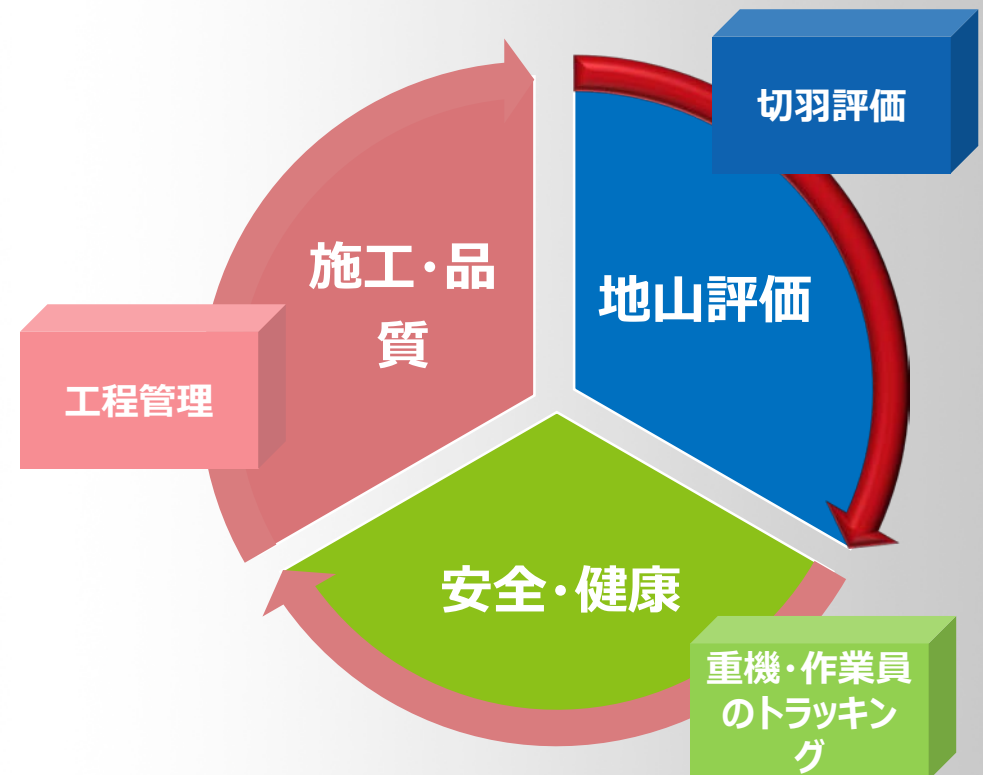 切羽評価
施工・品
質
地山評価
工程管理
安全・健康
重機・作業員
のトラッキン
グ